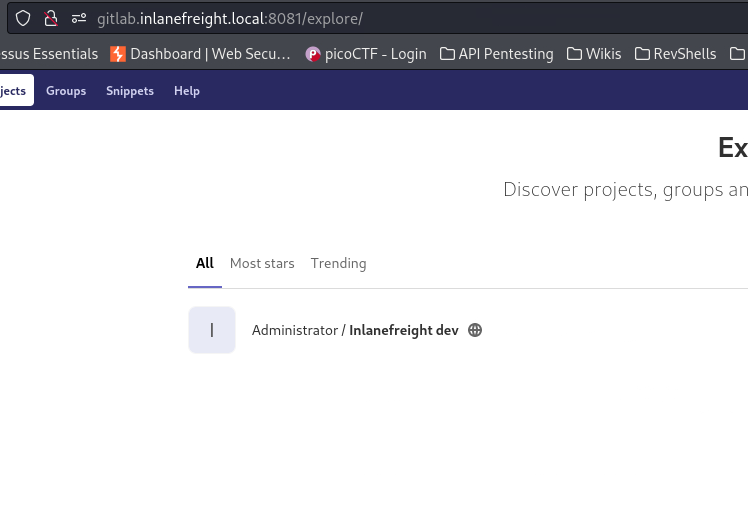 gitlab.inlanefreight.local:8081/explore/
ssus Essentials Dashboard | Web Secu… picoCTF - Login API Pentesting Wikis RevShells
jects Groups Snippets Help
Ex
Discover projects, groups an
All Most stars Trending
I Administrator / Inlanefreight dev